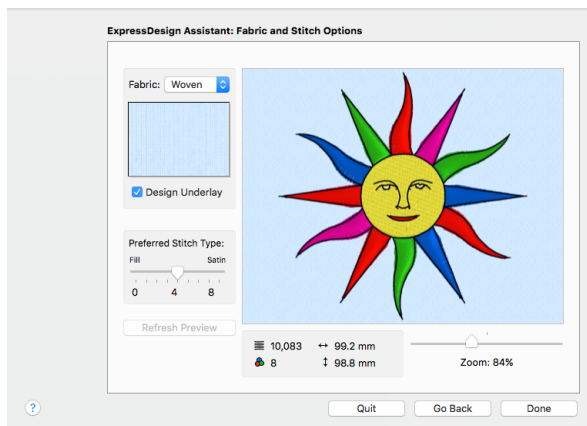 ExpressDesign Assistant: Fabric and Stitch Options
Fabric: Woven
Design Underlay
Preferred Stitch Type:
Fill Satin
0 4 8
Refresh Preview
10,083 99.2 mm
8 98.8 mm
Zoom: 84%
? Quit Go Back Done